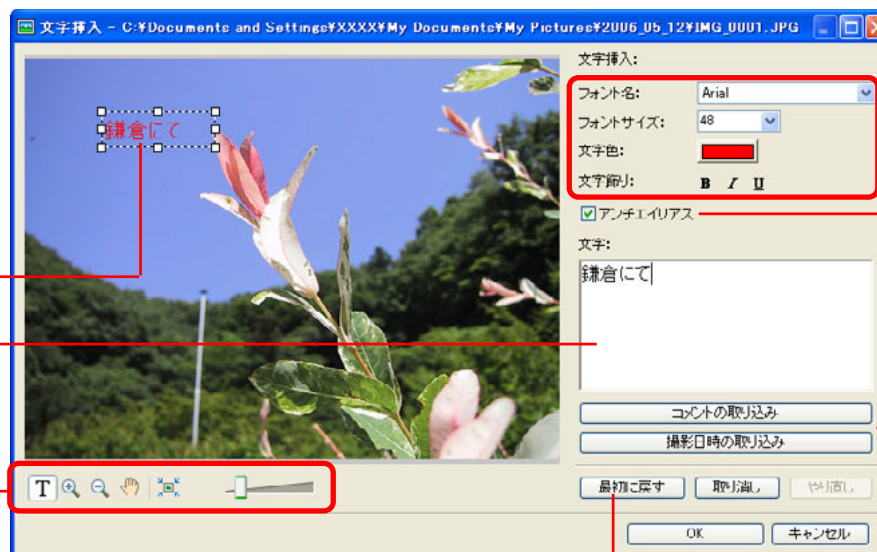 文字挿入 - C:¥Documents and Settings¥XXXX¥My Documents¥My Pictures¥2006_05_12¥IMG_0001.JPG
文字挿入:
フォント名: Arial
フォントサイズ: 48
文字色:
文字飾り: B I U
アンチエイリアス
文字:
鎌倉にて
鎌倉にて
コメントの取り込み
撮影日時の取り込み
T
最初に戻す 取り消し やり直し
OK キャンセル